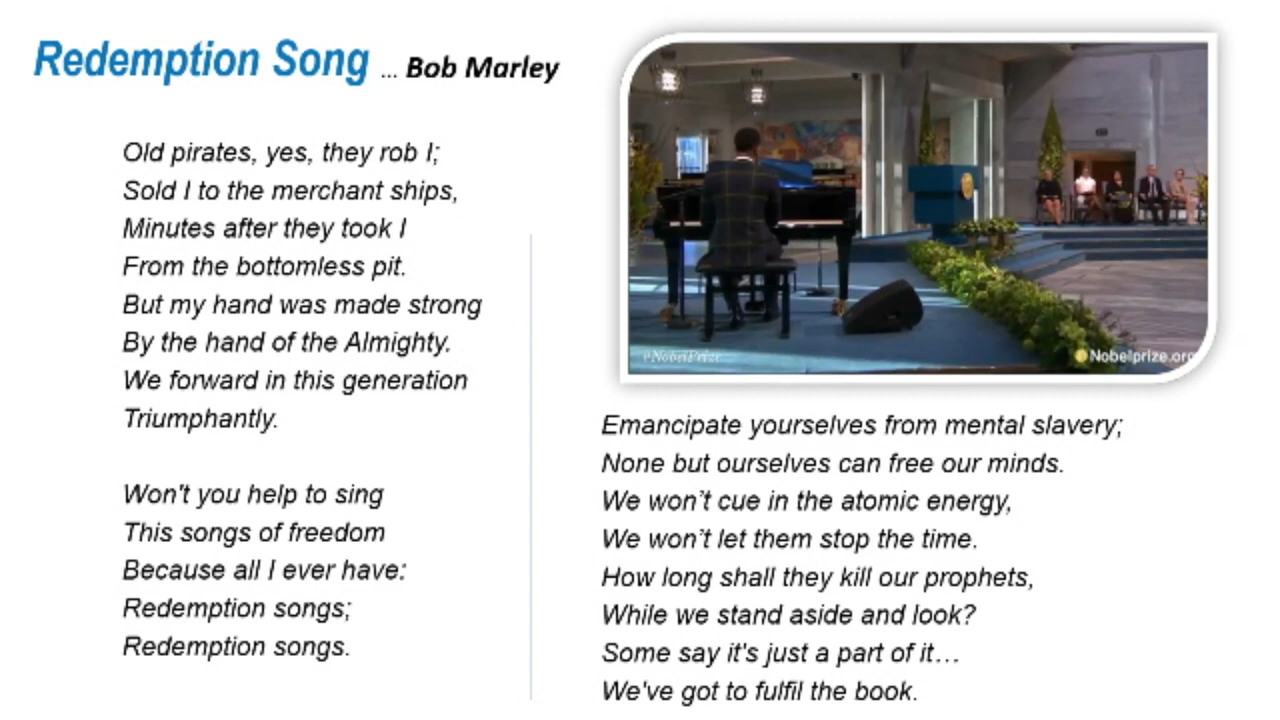 Redemption Song ... Bob Marley
Old pirates, yes, they rob I;
Sold I to the merchant ships,
Minutes after they took I
From the bottomless pit.
But my hand was made strong
By the hand of the Almighty.
We forward in this generation
Triumphantly.
Won't you help to sing
This songs of freedom
Because all I ever have:
Redemption songs;
Redemption songs.
#NobelPrize
Nobelprize.org
Emancipate yourselves from mental slavery;
None but ourselves can free our minds.
We won’t cue in the atomic energy,
We won’t let them stop the time.
How long shall they kill our prophets,
While we stand aside and look?
Some say it's just a part of it…
We've got to fulfil the book.